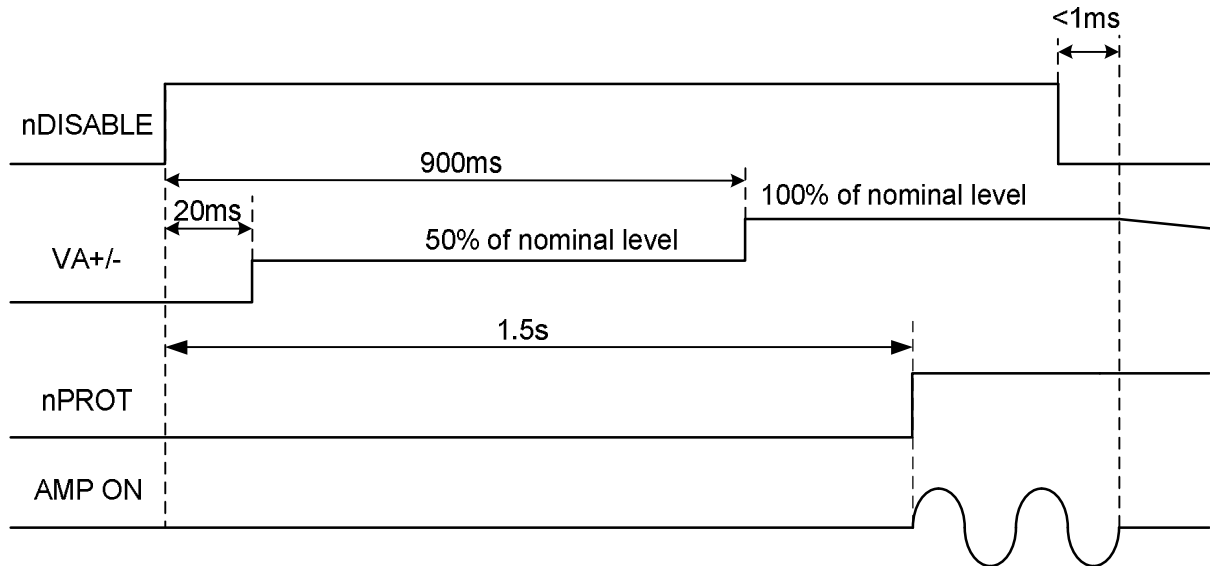 <1ms
nDISABLE
900ms
100% of nominal level
20ms
50% of nominal level
VA+/-
1.5s
nPROT
AMP ON